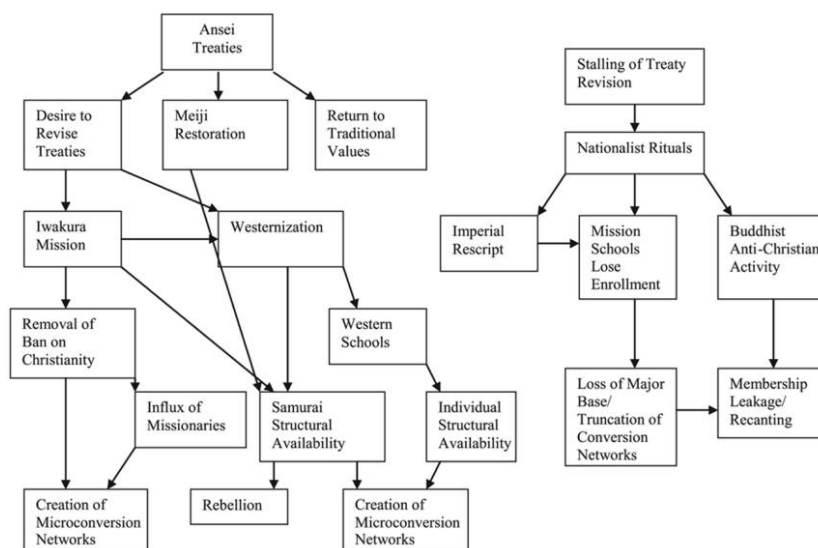 Ansei
Treaties
Desire to
Revise
Treaties
Meiji
Restoration
Return to
Traditional
Values
Iwakura
Mission
Westernization
Removal of
Ban on
Christianity
Western
Schools
Influx of
Missionaries
Samurai
Structural
Availability
Individual
Structural
Availability
Creation of
Microconversion
Networks
Rebellion
Creation of
Microconversion
Networks
Stalling of Treaty
Revision
Nationalist Rituals
Imperial
Rescript
Mission
Schools
Lose
Enrollment
Buddhist
Anti-Christian
Activity
Loss of Major
Base/
Truncation of
Conversion
Networks
Membership
Leakage/
Recanting